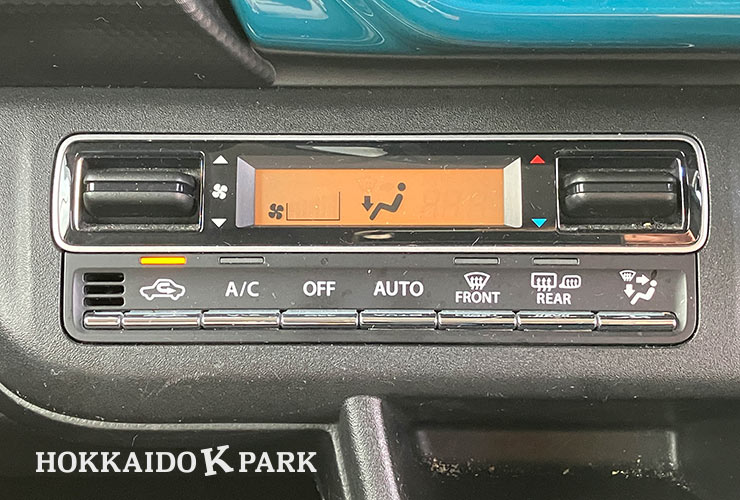 A/C OFF AUTO FRONT REAR
HOKKAIDO K PARK